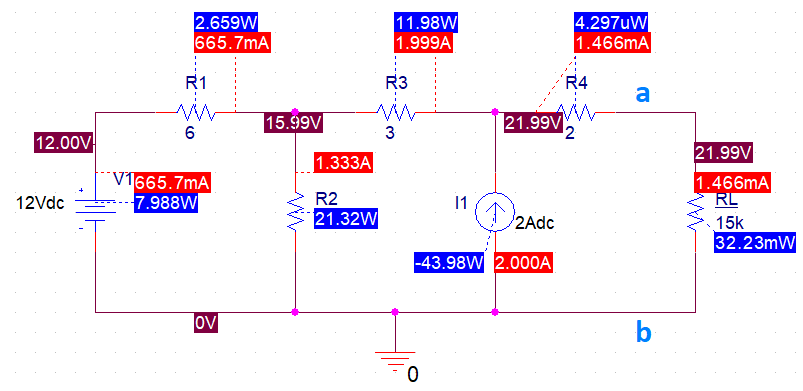 2.659W
665.7mA
11.98W
1.999A
4.297uW
1.466mA
R1
R3
R4
a
6
15.99V
3
21.99V
2
12.00V
21.99V
1.333A
V1
665.7mA
1.466mA
12Vdc
7.988W
R2
I1
RL
21.32W
2Adc
15k
-43.98W
2.000A
32.23mW
0V
b
0